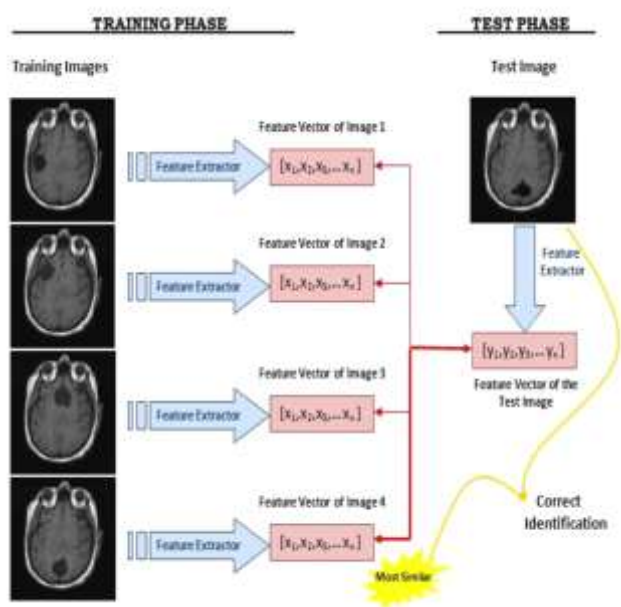 TRAINING PHASE
TEST PHASE
Training Images
Test Image
Feature Vector of Image 1
Feature Extractor
[x₁,x₂,x₃,... xₙ]
Feature Vector of Image 2
Feature Extractor
[x₁,x₂,x₃,... xₙ]
Feature Extractor
[y₁,y₂,y₃,... yₙ]
Feature Vector of the
Test Image
Feature Vector of Image 3
Feature Extractor
[x₁,x₂,x₃,... xₙ]
Feature Vector of Image 4
Feature Extractor
[x₁,x₂,x₃,... xₙ]
Correct
Identification
Most Similar